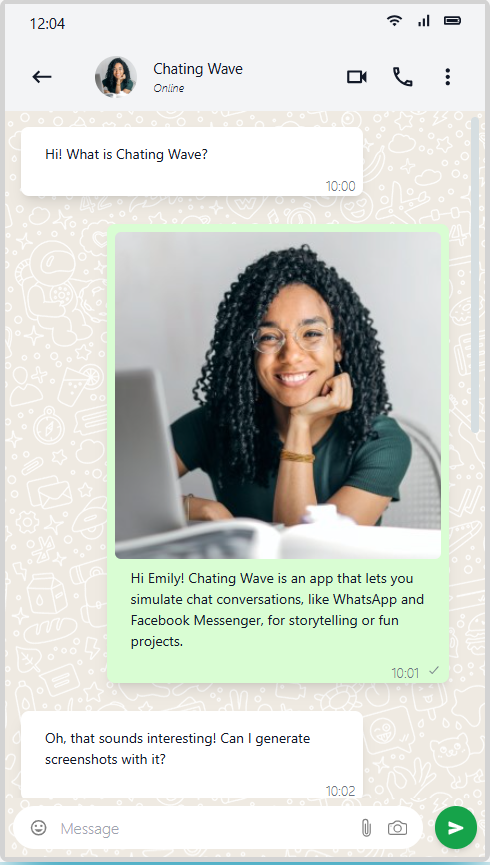 12:04
Chating Wave
Online
Hi! What is Chating Wave?
10:00
Hi Emily! Chating Wave is an app that lets you
simulate chat conversations, like WhatsApp and
Facebook Messenger, for storytelling or fun
projects.
10:01
Oh, that sounds interesting! Can I generate
screenshots with it?
10:02
Message